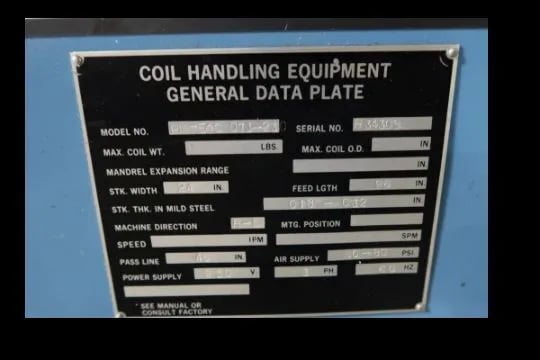 COIL HANDLING EQUIPMENT
GENERAL DATA PLATE
MODEL NO. SERIAL NO.
MAX. COIL WT. LBS. MAX. COIL O.D. IN
MANDREL EXPANSION RANGE IN
STK. WIDTH 24 IN. FEED LGTH IN.
STK. THK. IN MILD STEEL IN
MACHINE DIRECTION MTG. POSITION
SPEED IPM SPM
PASS LINE IN AIR SUPPLY PSI
POWER SUPPLY V PH 60 HZ
SEE MANUAL OR
CONSULT FACTORY